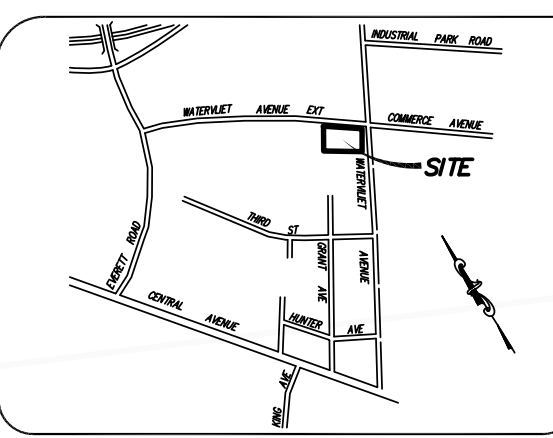 INDUSTRIAL PARK ROAD
WATERVLIET AVENUE EXT
COMMERCE AVENUE
SITE
WATERVLIET AVENUE
THIRD ST
GRANT AVE
EVERETT ROAD
CENTRAL AVENUE
HUNTER AVE
KING AVE